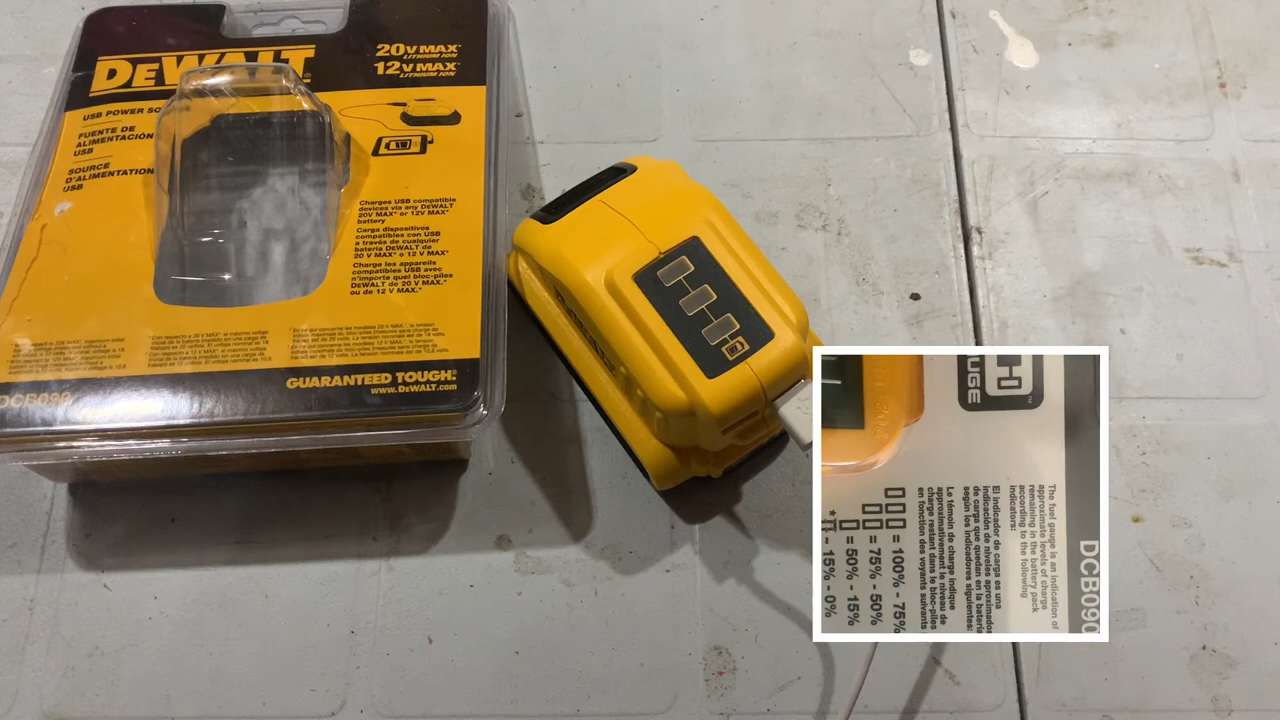 DEWALT
20V MAX*
LITHIUM ION
12V MAX*
LITHIUM ION
USB POWER
FUENTE DE
ALIMENTACIÓN
USB
SOURCE
D'ALIMENTATION
USB
Charges USB compatible
devices via any DEWALT
20V MAX* or 12V MAX*
battery
Carga dispositivos
compatibles con USB
a través de cualquier
batería DEWALT de
20 V MAX* o 12 V MAX*
Charge les appareils
compatibles USB avec
n'importe quel bloc-piles
DEWALT de 20 V MAX.*
ou de 12 V MAX.*
GUARANTEED TOUGH.®
www.DEWALT.com
DCB090
DCB090
The fuel gauge is an indication of
approximate levels of charge
remaining in the battery pack
according to the following
indicators:
El indicador de carga es una
indicación de niveles aproximados
de carga que quedan en la batería
según los indicadores siguientes:
Le témoin de charge indique
approximativement le niveau de
charge restant dans le bloc-piles
en fonction des voyants suivants
= 100% - 75%
= 75% - 50%
= 50% - 15%
~ 15% - 0%